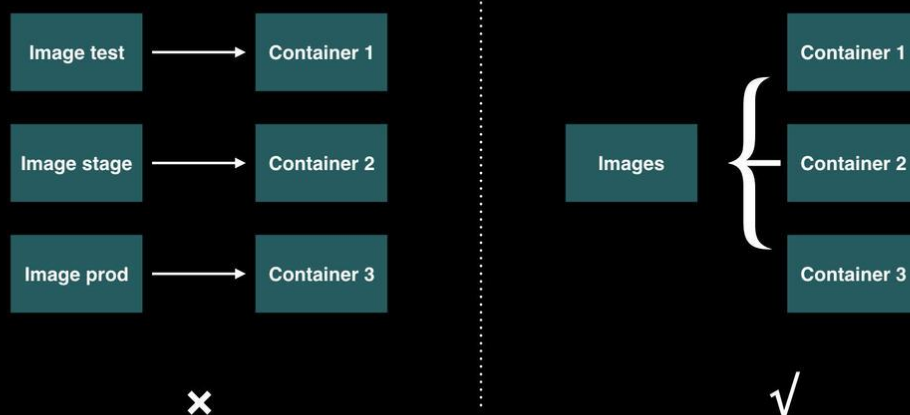 Image test
Container 1
Image stage
Container 2
Image prod
Container 3
×
Images
Container 1
Container 2
Container 3
√